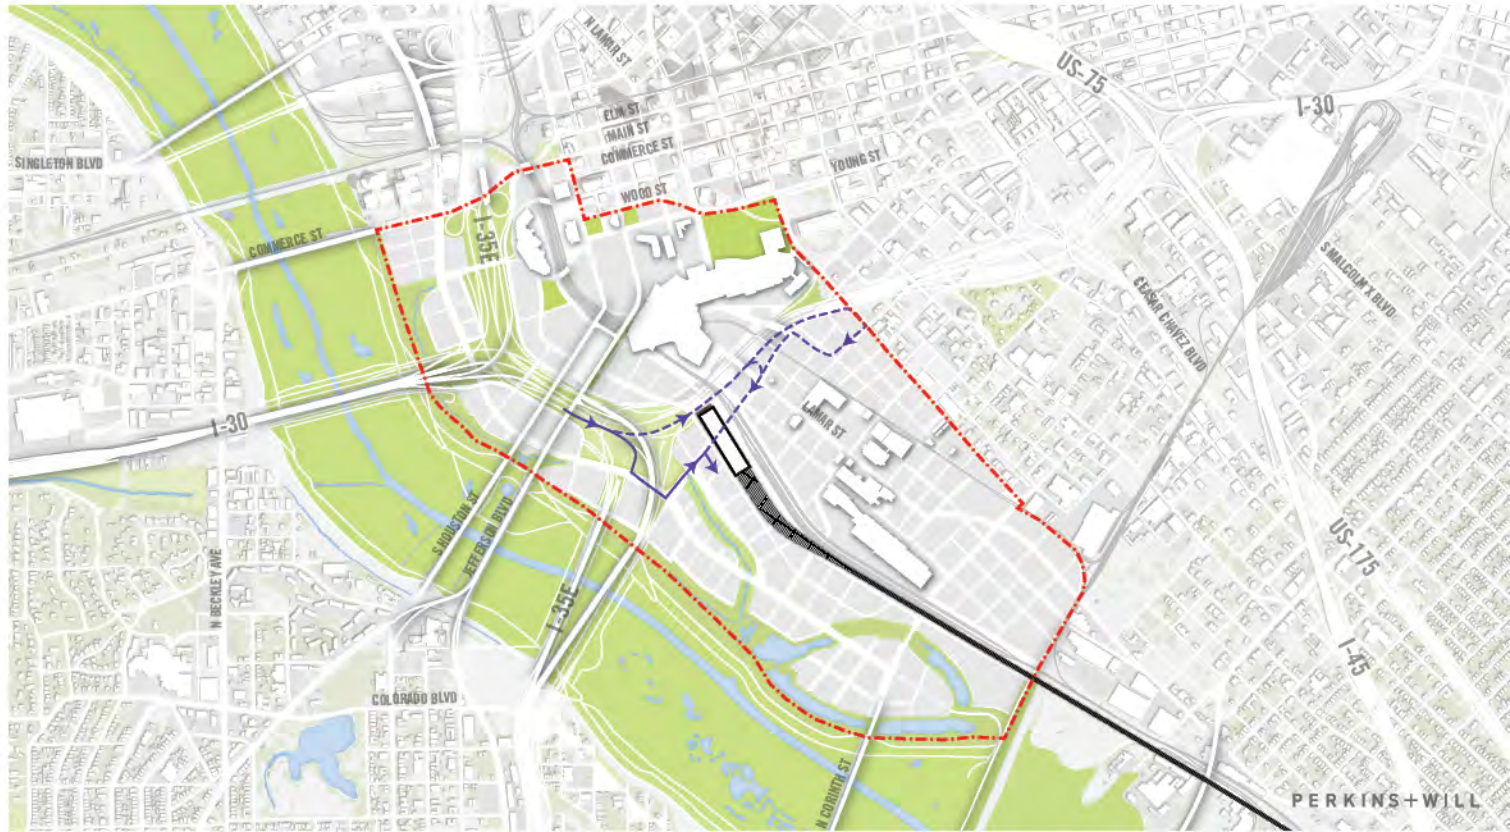 N LAMAR ST
US-75
I-30
ELM ST
MAIN ST
COMMERCE ST
YOUNG ST
SINGLETON BLVD
WOOD ST
COMMERCE ST
I-35E
S MALCOLM X BLVD
CEASAR CHAVEZ BLVD
LAMAR ST
I-30
S HOUSTON ST
JEFFERSON BLVD
US-175
N BECKLEY AVE
I-35E
I-45
COLORADO BLVD
N CORINTH ST
PERKINS+WILL